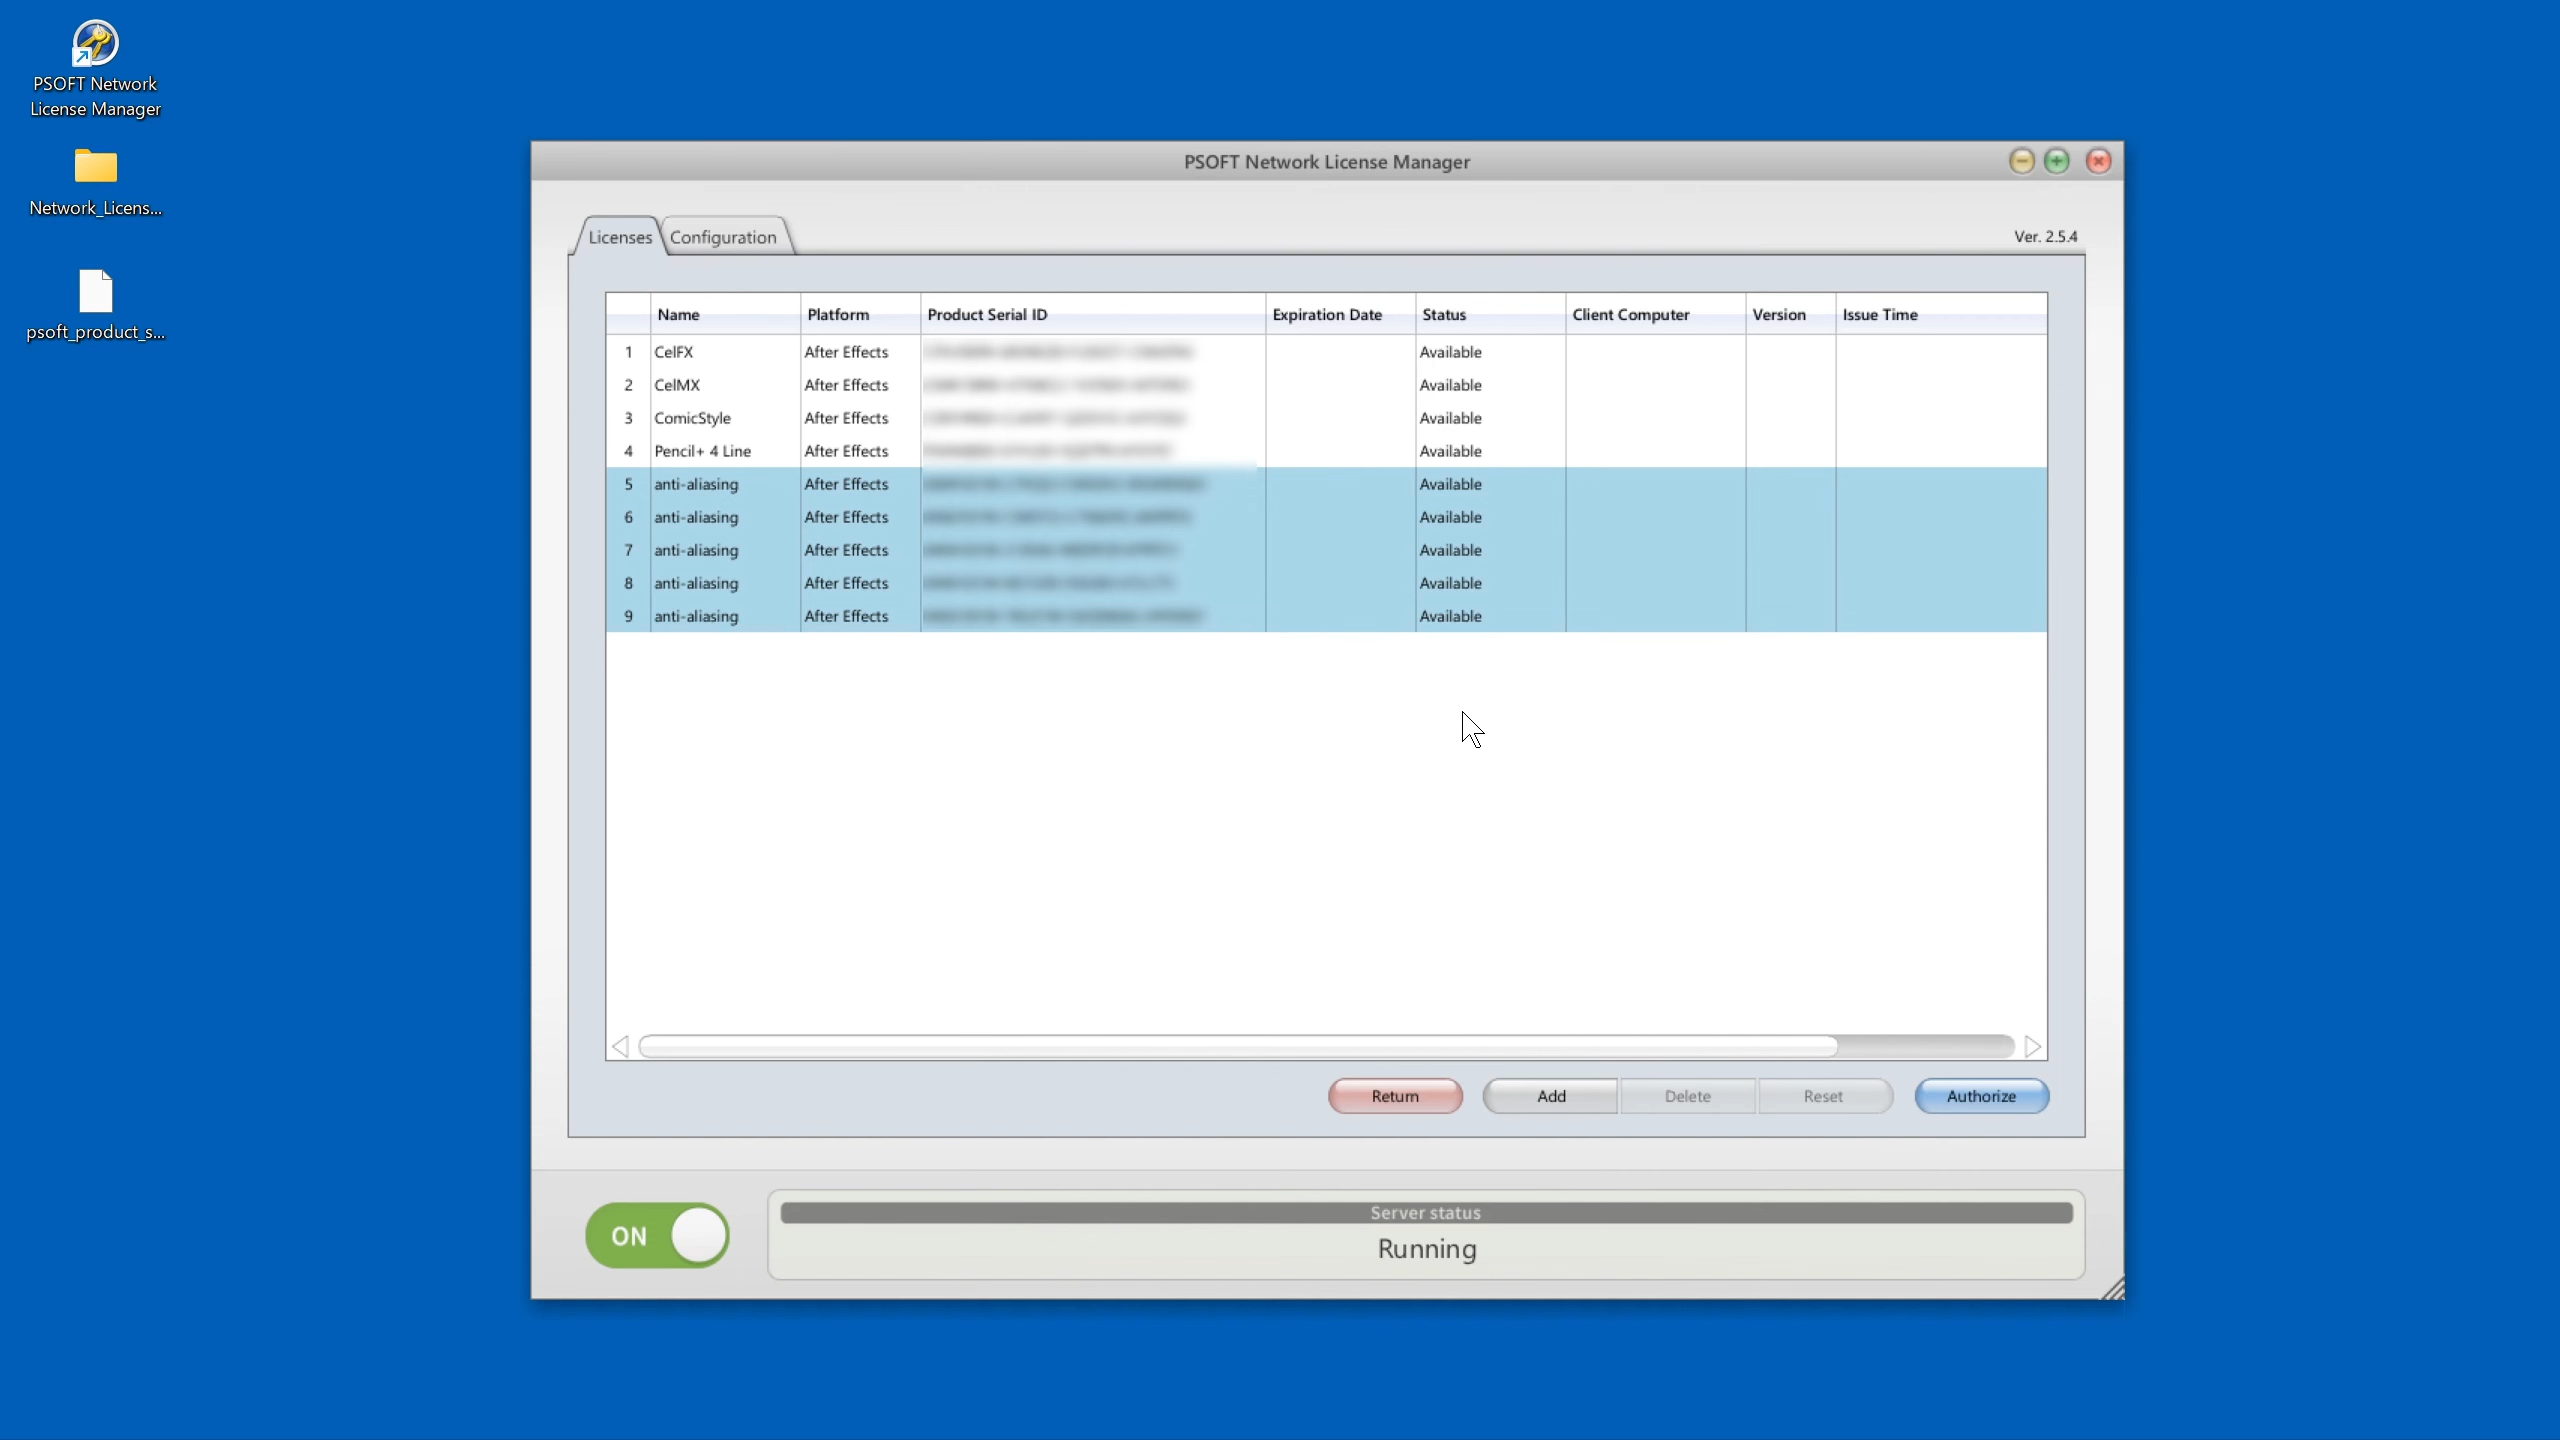 PSOFT Network
License Manager
Network_Licens...
psoft_product_s...
PSOFT Network License Manager
Licenses
Configuration
Ver. 2.5.4
Name Platform Product Serial ID Expiration Date Status Client Computer Version Issue Time
1 CelFX After Effects Available
2 CelMX After Effects Available
3 ComicStyle After Effects Available
4 Pencil+ 4 Line After Effects Available
5 anti-aliasing After Effects Available
6 anti-aliasing After Effects Available
7 anti-aliasing After Effects Available
8 anti-aliasing After Effects Available
9 anti-aliasing After Effects Available
Return Add Delete Reset Authorize
ON
Server status
Running